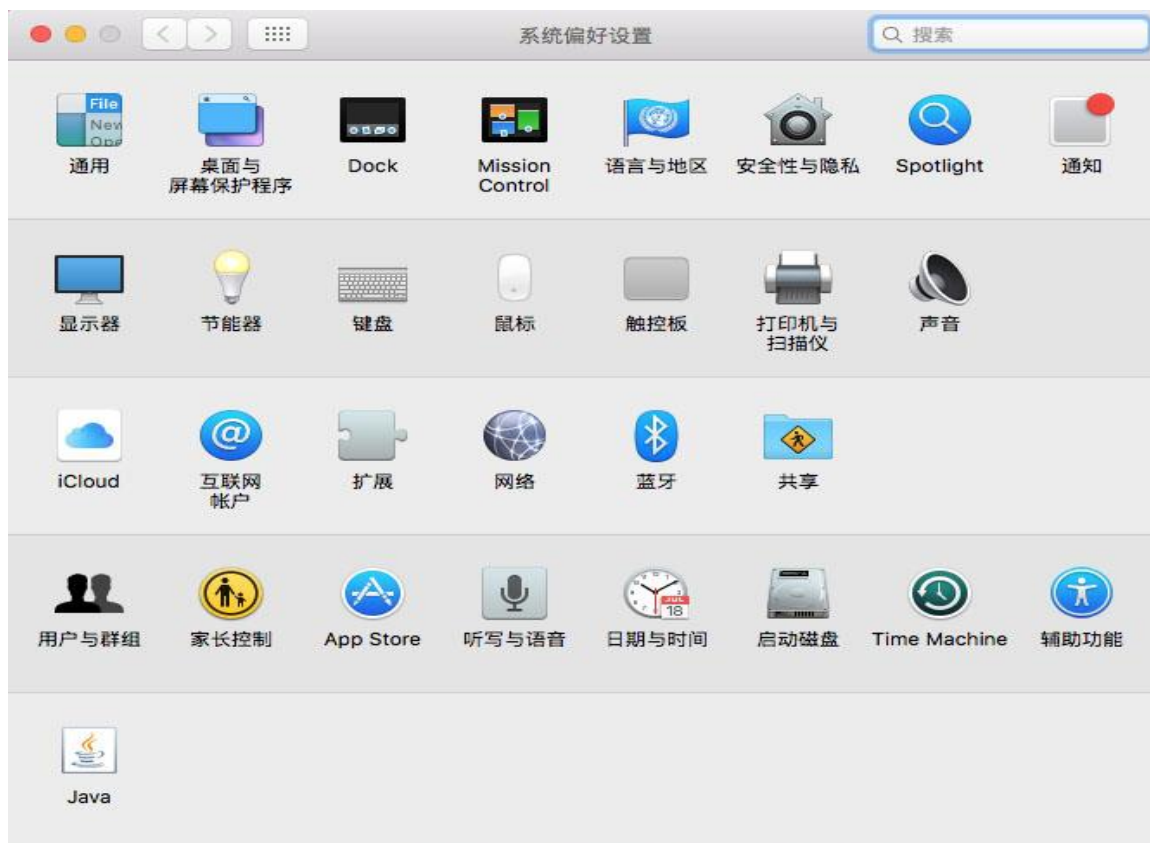 系统偏好设置
搜索
File
New
Ope
通用
桌面与
屏幕保护程序
Dock
Mission
Control
语言与地区
安全性与隐私
Spotlight
通知
显示器
节能器
键盘
鼠标
触控板
打印机与
扫描仪
声音
iCloud
互联网
帐户
扩展
网络
蓝牙
共享
用户与群组
家长控制
App Store
听写与语音
JUL
18
日期与时间
启动磁盘
Time Machine
辅助功能
Java